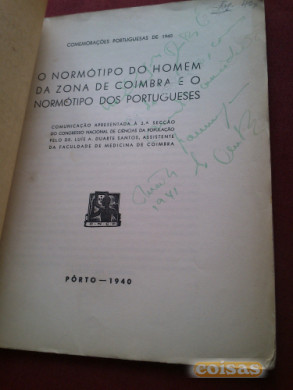 COMEMORAÇÕES PORTUGUESAS DE 1940
O NORMÓTIPO DO HOMEM
DA ZONA DE COIMBRA E O
NORMÓTIPO DOS PORTUGUESES
COMUNICAÇÃO APRESENTADA À 2.ª SECÇÃO
DO CONGRESSO NACIONAL DE CIÊNCIAS DA POPULAÇÃO
PELO DR. LUÍS A. DUARTE SANTOS, ASSISTENTE
DA FACULDADE DE MEDICINA DE COIMBRA
1941
PÔRTO — 1940
coisas